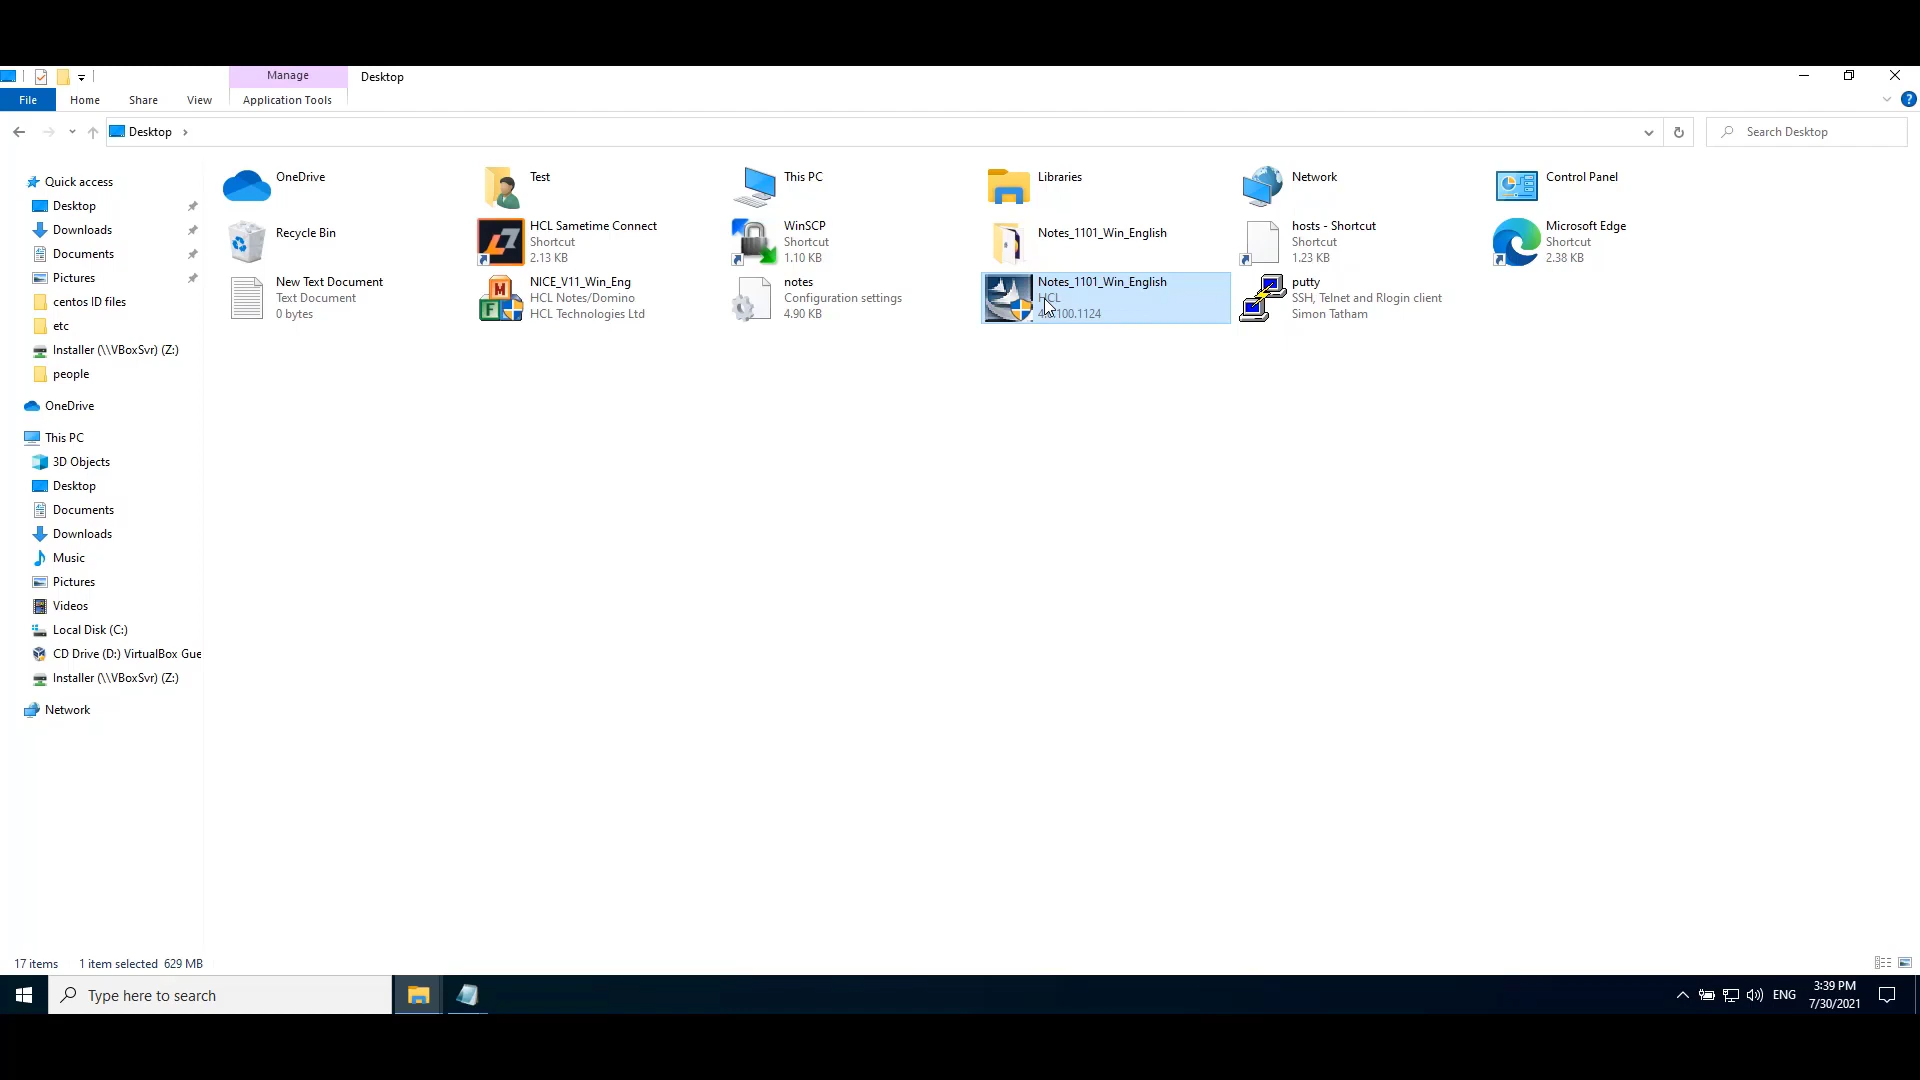 Manage
Desktop
File
Home
Share
View
Application Tools
?
Desktop
Search Desktop
Quick access
Desktop
Downloads
Documents
Pictures
centos ID files
etc
Installer (\\VBoxSvr) (Z:)
people
OneDrive
This PC
3D Objects
Desktop
Documents
Downloads
Music
Pictures
Videos
Local Disk (C:)
CD Drive (D:) VirtualBox Gue
Installer (\\VBoxSvr) (Z:)
Network
OneDrive
Test
This PC
Libraries
Network
Control Panel
Recycle Bin
HCL Sametime Connect
Shortcut
2.13 KB
WinSCP
Shortcut
1.10 KB
Notes_1101_Win_English
hosts - Shortcut
Shortcut
1.23 KB
Microsoft Edge
Shortcut
2.38 KB
New Text Document
Text Document
0 bytes
NICE_V11_Win_Eng
HCL Notes/Domino
HCL Technologies Ltd
notes
Configuration settings
4.90 KB
Notes_1101_Win_English
HCL
100.1124
putty
SSH, Telnet and Rlogin client
Simon Tatham
17 items
1 item selected 629 MB
Type here to search
ENG
3:39 PM
7/30/2021